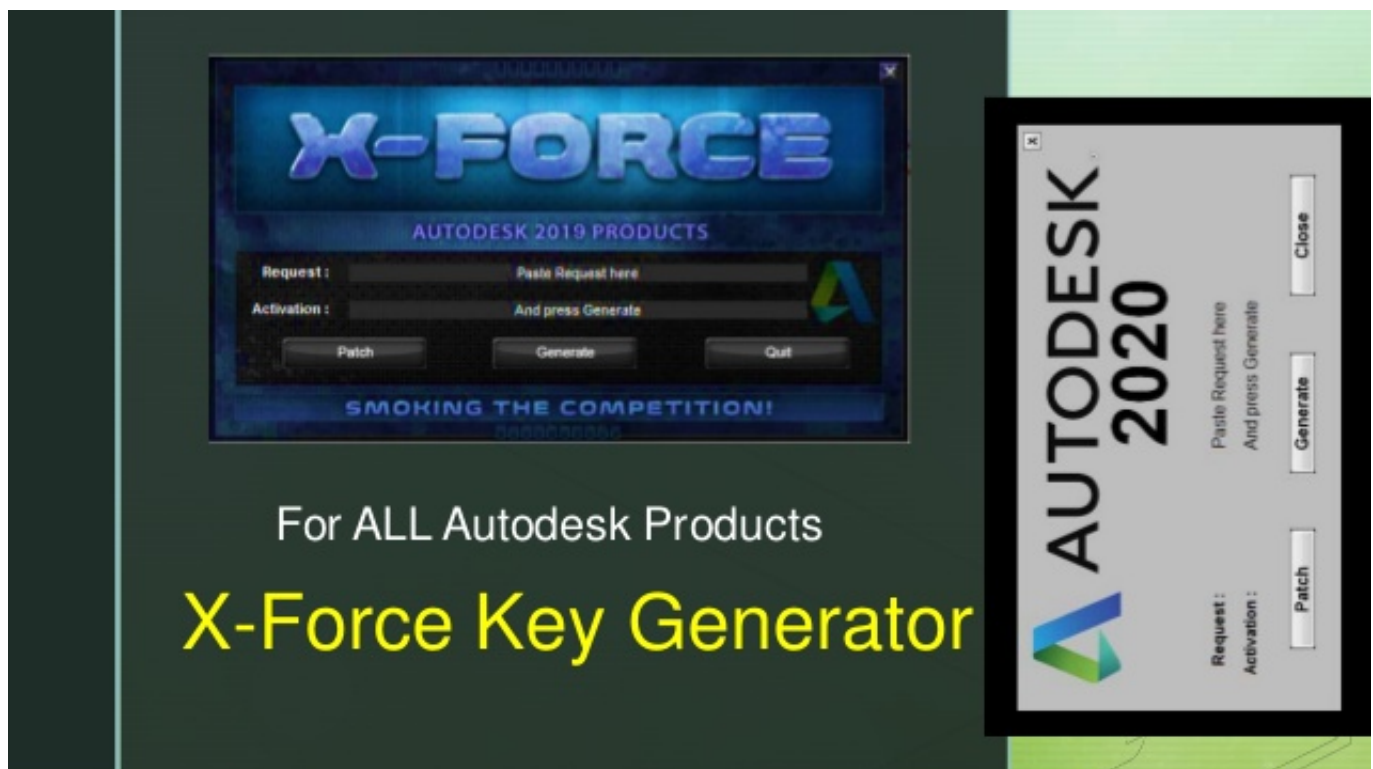 X-FORCE
AUTODESK 2019 PRODUCTS
Request : Paste Request here
Activation : And press Generate
Patch Generate Quit
SMOKING THE COMPETITION!
For ALL Autodesk Products
X-Force Key Generator
x
AUTODESK.
2020
Request : Paste Request here
Activation : And press Generate
Patch Generate Close